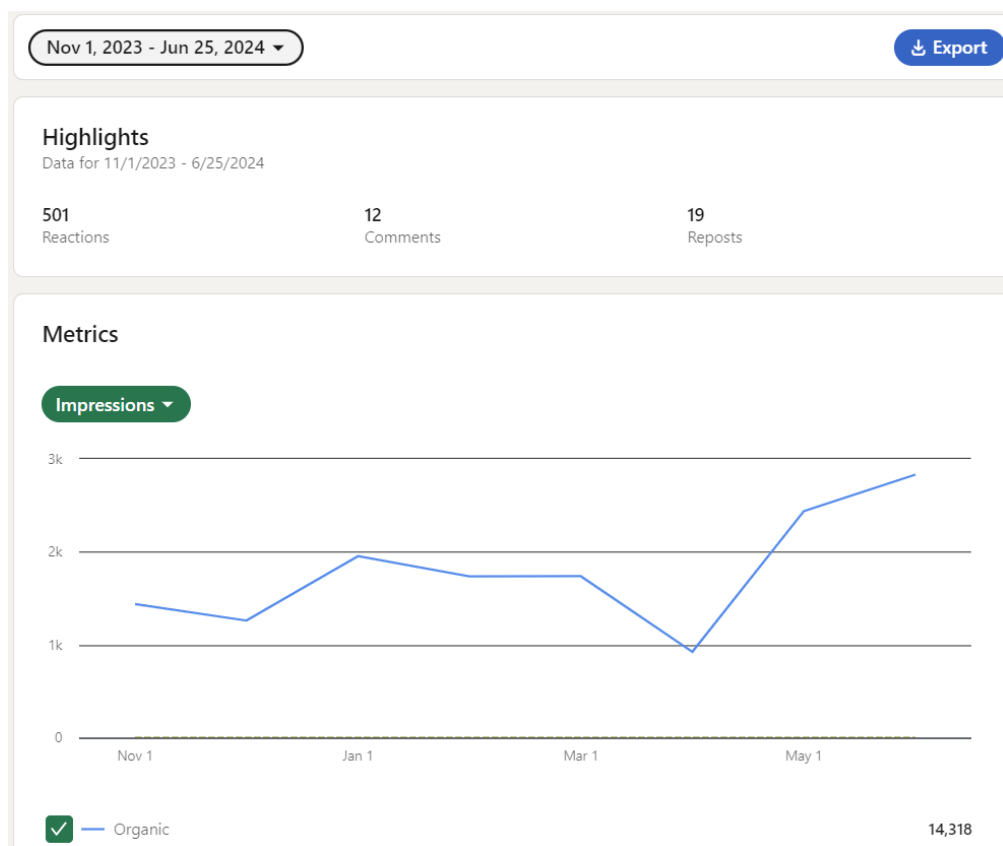 Nov 1, 2023 - Jun 25, 2024
Export
Highlights
Data for 11/1/2023 - 6/25/2024
501 12 19
Reactions Comments Reposts
Metrics
Impressions
3k
2k
1k
0
Nov 1 Jan 1 Mar 1 May 1
Organic 14,318